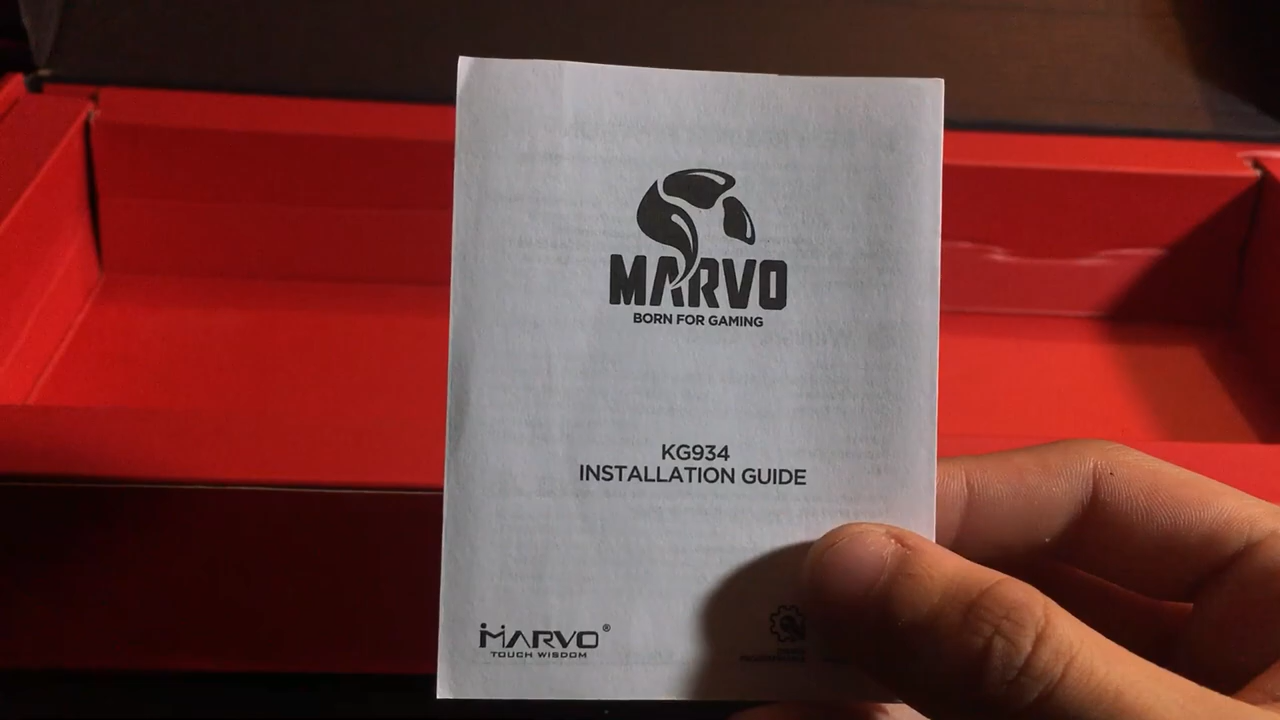 MARVO
BORN FOR GAMING
KG934
INSTALLATION GUIDE
MARVO®
TOUCH WISDOM